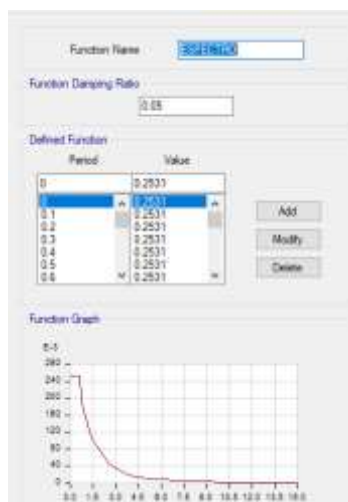 Function Name ESPECTRO
Function Damping Ratio
0.05
Defined Function
Period Value
0 0.2531
0 0.2531
0.1 0.2531
0.2 0.2531
0.3 0.2531
0.4 0.2531
0.5 0.2531
0.6 0.2531
Add
Modify
Delete
Function Graph
E-3
280
240
200
160
120
80
40
0